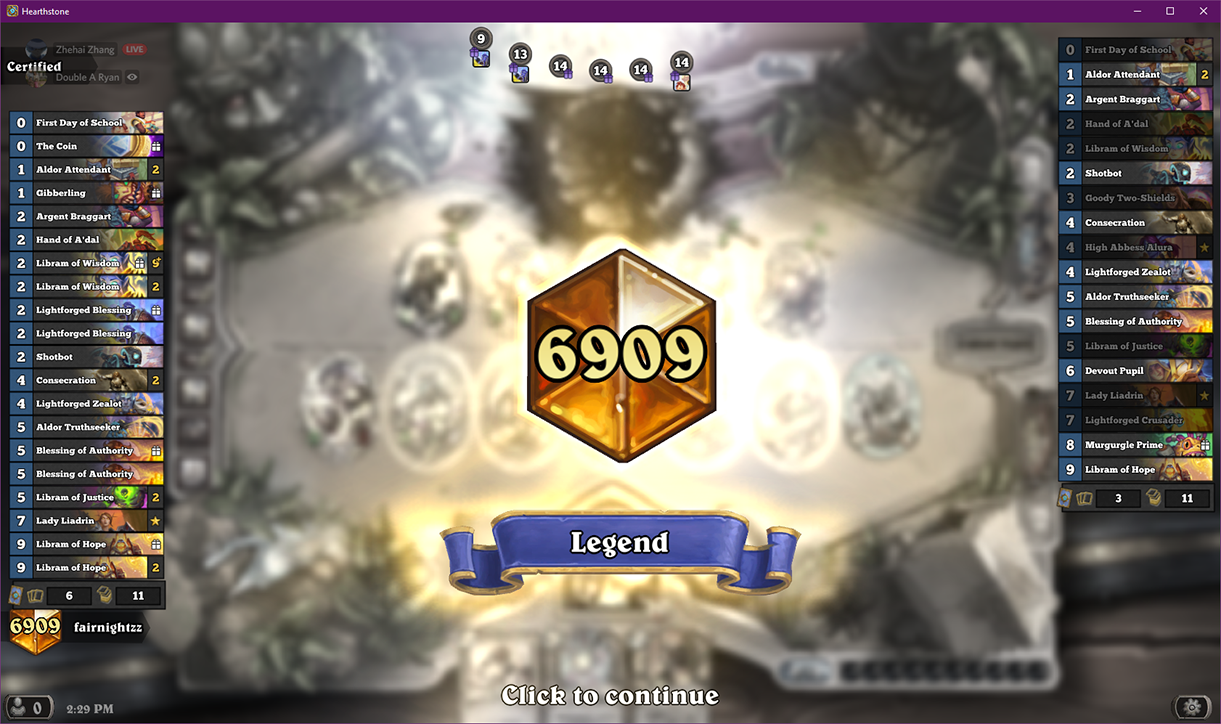 Hearthstone
Zhehai Zhang LIVE
Certified
Double A Ryan
9
13
14
14
14
14
0 First Day of School
0 The Coin
1 Aldor Attendant 2
1 Gibberling
2 Argent Braggart
2 Hand of A'dal
2 Libram of Wisdom 9
2 Libram of Wisdom 2
2 Lightforged Blessing
2 Lightforged Blessing
2 Shotbot
4 Consecration 2
4 Lightforged Zealot
5 Aldor Truthseeker
5 Blessing of Authority
5 Blessing of Authority
5 Libram of Justice 2
7 Lady Liadrin
9 Libram of Hope
9 Libram of Hope 2
6 11
6909 fairnightzz
0 2:29 PM
6909
Legend
Click to continue
0 First Day of School
1 Aldor Attendant 2
2 Argent Braggart
2 Hand of A'dal
2 Libram of Wisdom
2 Shotbot
3 Goody Two-Shields
4 Consecration
4 High Abbess Alura
4 Lightforged Zealot
5 Aldor Truthseeker
5 Blessing of Authority
5 Libram of Justice
6 Devout Pupil
7 Lady Liadrin
7 Lightforged Crusader
8 Murgurgle Prime
9 Libram of Hope
3 11